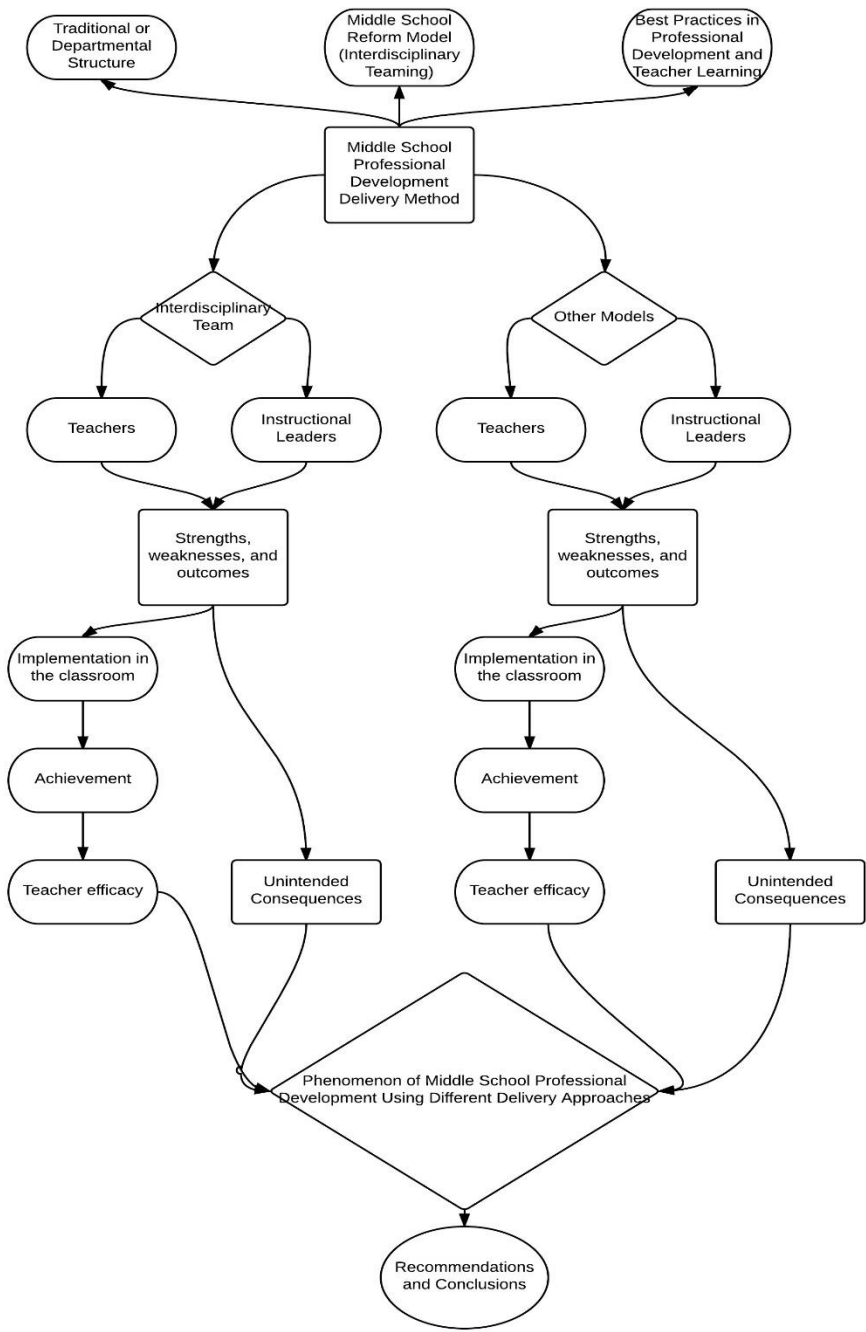 Traditional or
Departmental
Structure
Middle School
Reform Model
(Interdisciplinary
Teaming)
Best Practices in
Professional
Development and
Teacher Learning
Middle School
Professional
Development
Delivery Method
Interdisciplinary
Team
Other Models
Teachers
Instructional
Leaders
Teachers
Instructional
Leaders
Strengths,
weaknesses, and
outcomes
Strengths,
weaknesses, and
outcomes
Implementation in
the classroom
Implementation in
the classroom
Achievement
Achievement
Teacher efficacy
Unintended
Consequences
Teacher efficacy
Unintended
Consequences
Phenomenon of Middle School Professional
Development Using Different Delivery Approaches
Recommendations
and Conclusions